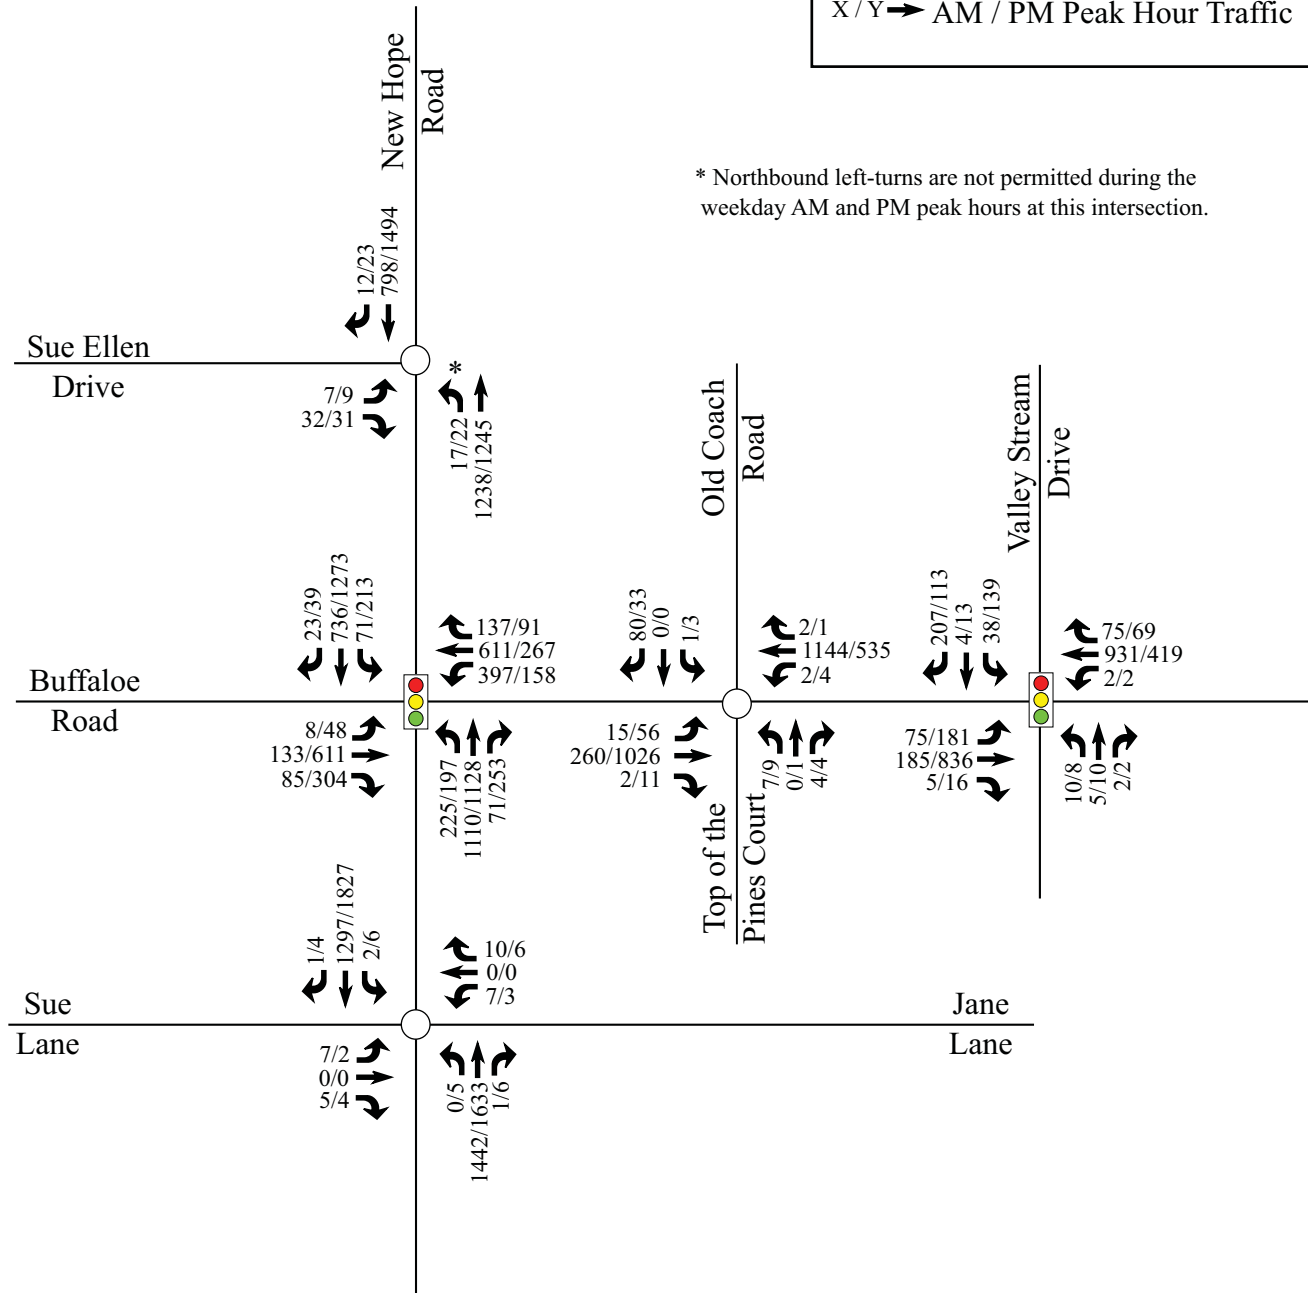 X / Y AM / PM Peak Hour Traffic
New Hope
Road
* Northbound left-turns are not permitted during the
weekday AM and PM peak hours at this intersection.
12/23
798/1494
Sue Ellen
Drive
7/9
32/31
*
17/22
1238/1245
Old Coach
Road
Valley Stream
Drive
23/39
736/1273
71/213
137/91
611/267
397/158
80/33
0/0
1/3
2/1
1144/535
2/4
207/113
4/13
38/139
75/69
931/419
2/2
Buffaloe
Road
8/48
133/611
85/304
225/197
1110/1128
71/253
15/56
260/1026
2/11
7/9
0/1
4/4
75/181
185/836
5/16
10/8
5/10
2/2
Top of the
Pines Court
1/4
1297/1827
2/6
10/6
0/0
7/3
Sue
Lane
Jane
Lane
7/2
0/0
5/4
0/5
1442/1633
1/6